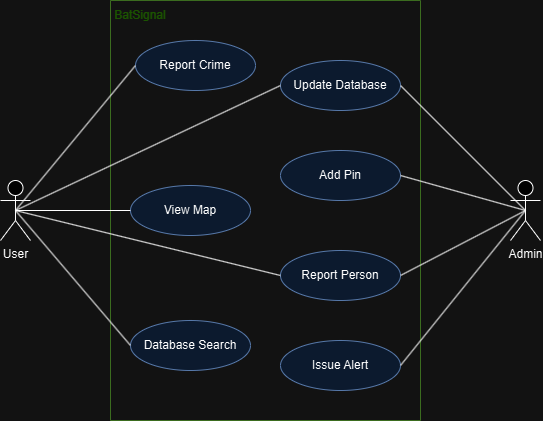 BatSignal
Report Crime
Update Database
Add Pin
View Map
User
Admin
Report Person
Database Search
Issue Alert